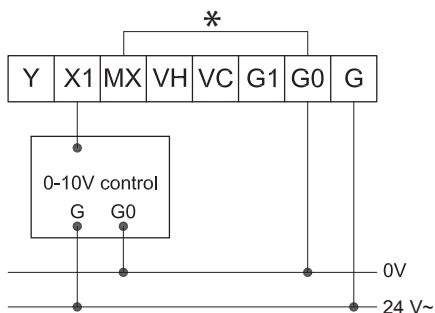 *
Y X1 MX VH VC G1 G0 G
0-10V control
G G0
0V
24 V~